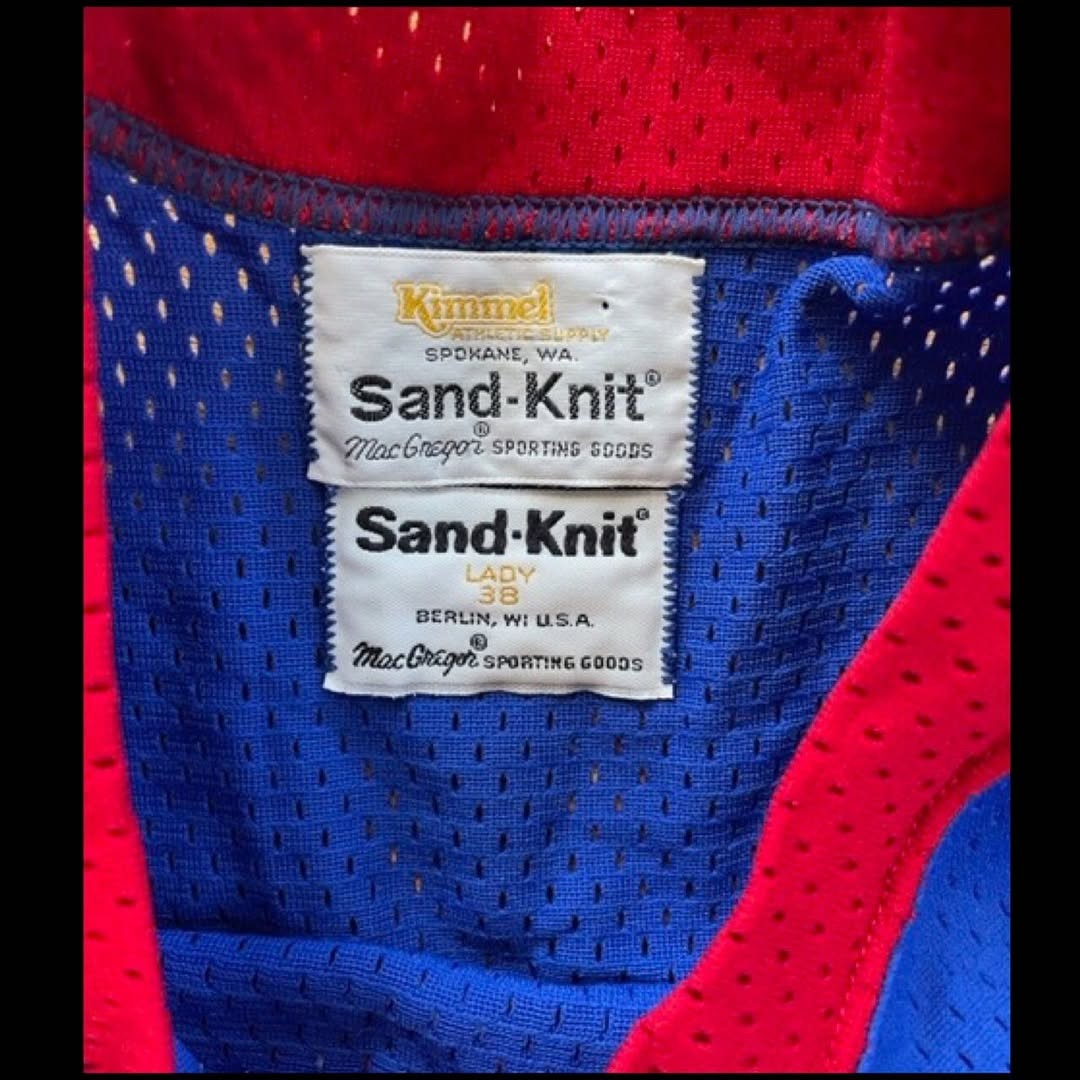 Kimmel
ATHLETIC SUPPLY
SPOKANE, WA.
Sand-Knit®
MacGregor® SPORTING GOODS
Sand-Knit®
LADY
38
BERLIN, WI U.S.A.
MacGregor® SPORTING GOODS